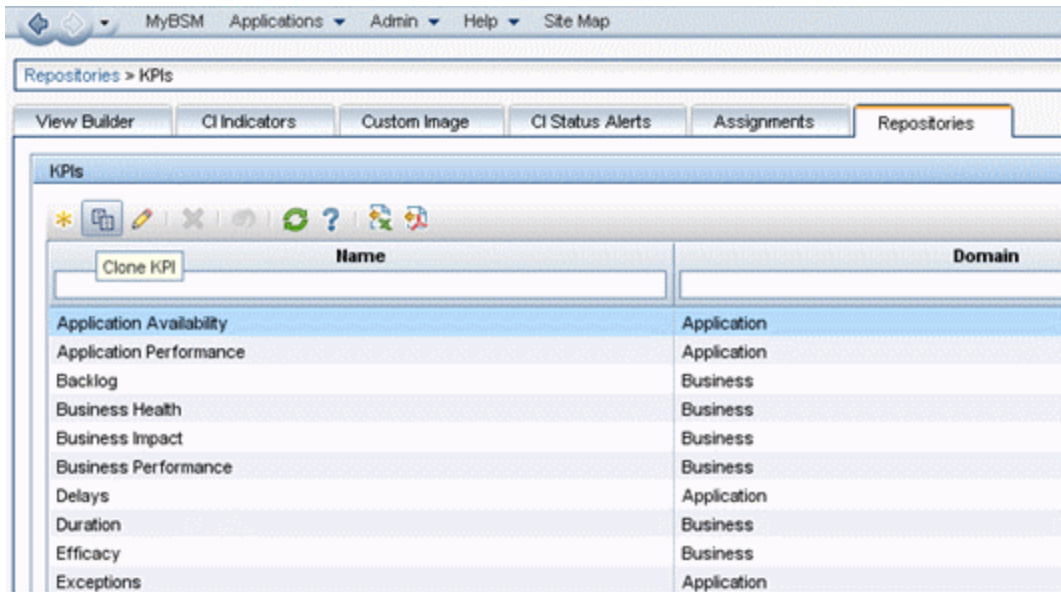 MyBSM Applications Admin Help Site Map
Repositories > KPIs
View Builder CI Indicators Custom Image CI Status Alerts Assignments Repositories
KPIs
?
Name Domain
Clone KPI
Application Availability Application
Application Performance Application
Backlog Business
Business Health Business
Business Impact Business
Business Performance Business
Delays Application
Duration Business
Efficacy Business
Exceptions Application